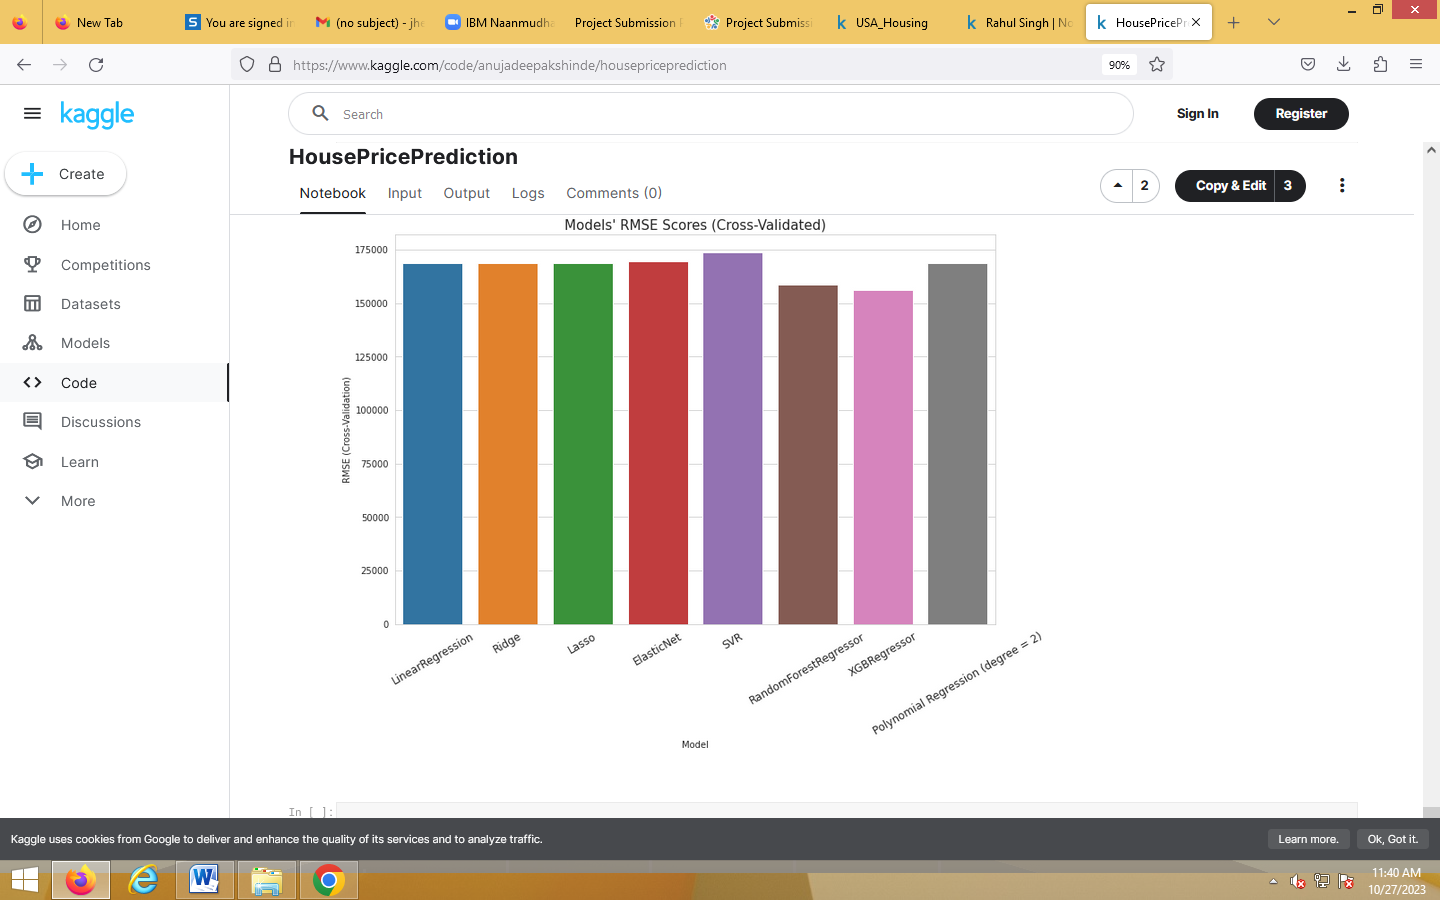 New Tab
You are signed in
(no subject) - jhe
IBM Naanmudha
Project Submission
Project Submiss
USA_Housing
Rahul Singh | No
HousePricePr
https://www.kaggle.com/code/anujadeepakshinde/housepriceprediction
90%
kaggle
Search
Sign In
Register
HousePricePrediction
Create
Notebook
Input
Output
Logs
Comments (0)
2
Copy & Edit
3
Home
Competitions
Datasets
Models
Code
Discussions
Learn
More
Models' RMSE Scores (Cross-Validated)
175000
150000
125000
100000
75000
50000
25000
0
RMSE (Cross-Validation)
LinearRegression
Ridge
Lasso
ElasticNet
SVR
RandomForestRegressor
XGBRegressor
Polynomial Regression (degree = 2)
Model
In [ ]:
Kaggle uses cookies from Google to deliver and enhance the quality of its services and to analyze traffic.
Learn more.
Ok, Got it.
11:40 AM
10/27/2023